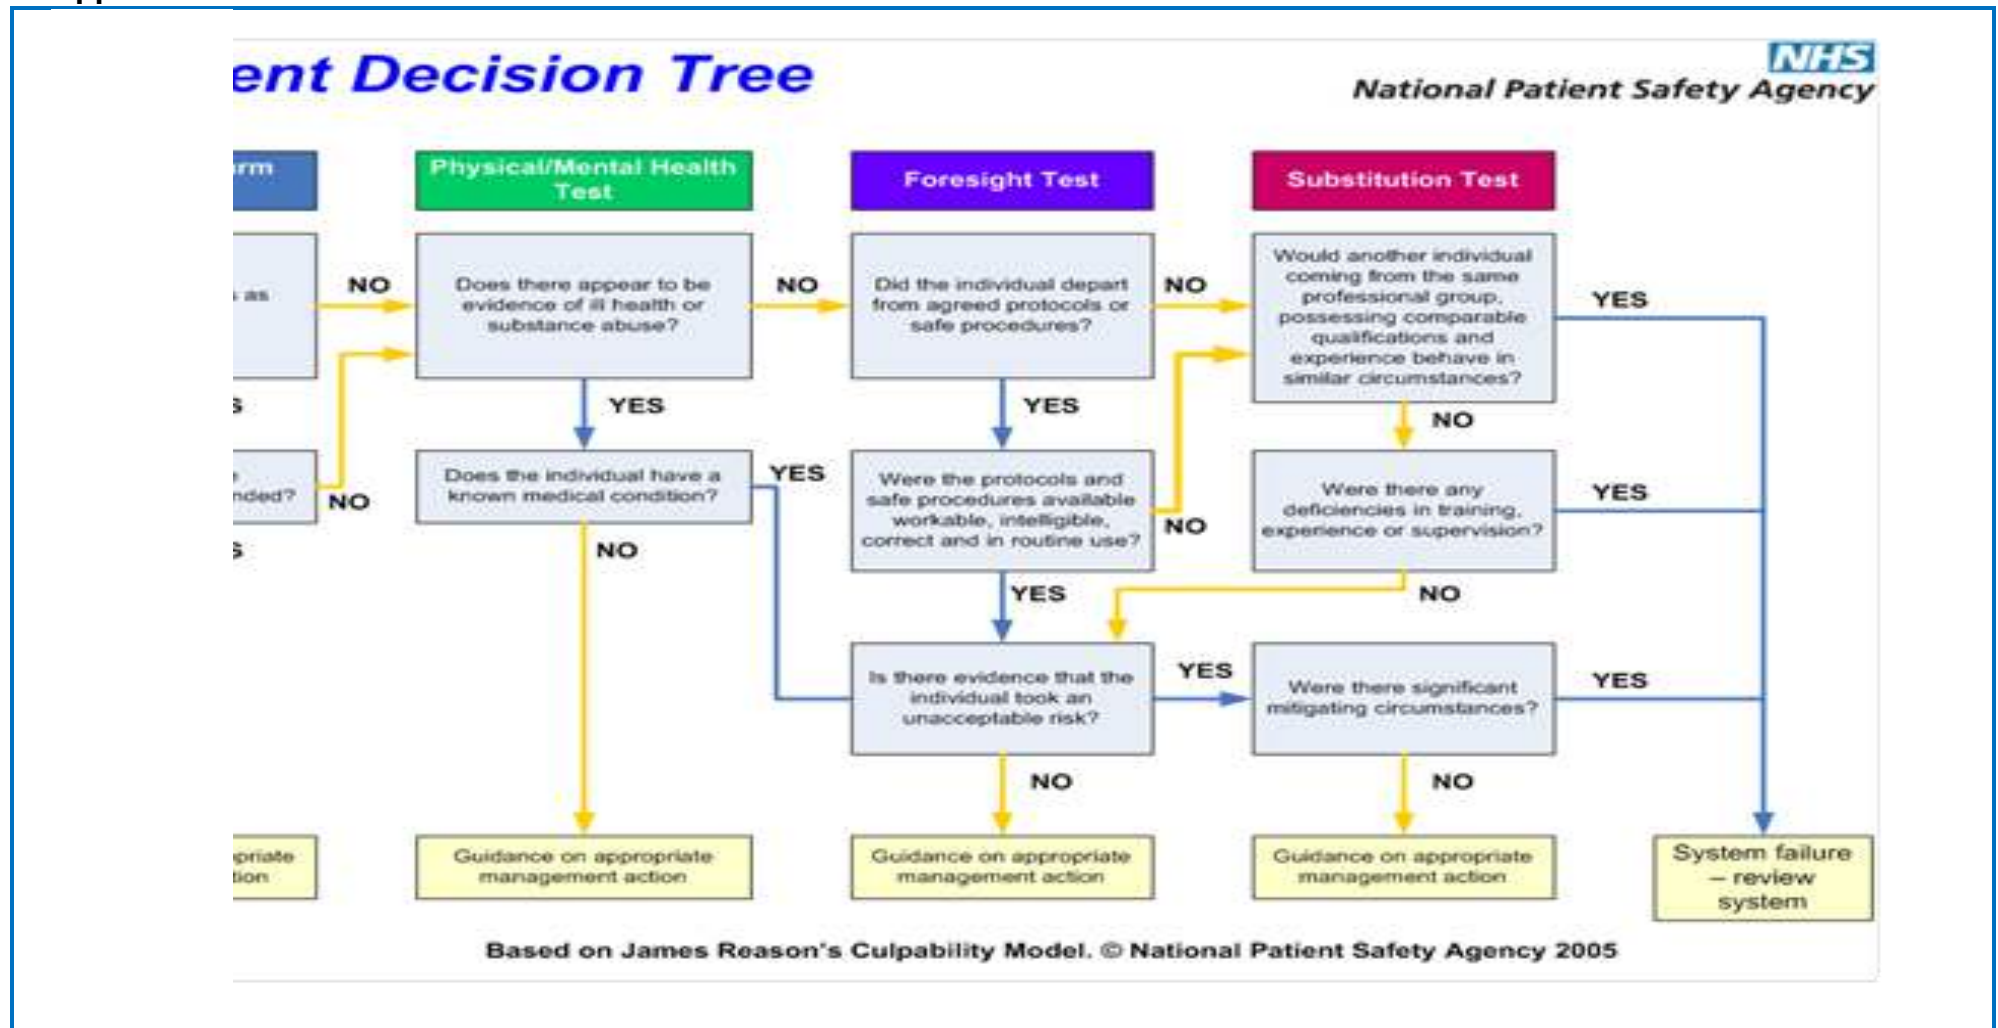 ent Decision Tree
NHS
National Patient Safety Agency
Physical/Mental Health
Test
Foresight Test
Substitution Test
as
NO
Does there appear to be
evidence of ill health or
substance abuse?
NO
Did the individual depart
from agreed protocols or
safe procedures?
NO
Would another individual
coming from the same
professional group,
possessing comparable
qualifications and
experience behave in
similar circumstances?
YES
YES
YES
NO
nded?
NO
Does the individual have a
known medical condition?
YES
Were the protocols and
safe procedures available
workable, intelligible,
correct and in routine use?
NO
Were there any
deficiencies in training,
experience or supervision?
YES
NO
YES
NO
Is there evidence that the
individual took an
unacceptable risk?
YES
Were there significant
mitigating circumstances?
YES
NO
NO
priate
tion
Guidance on appropriate
management action
Guidance on appropriate
management action
Guidance on appropriate
management action
System failure
– review
system
Based on James Reason's Culpability Model. © National Patient Safety Agency 2005